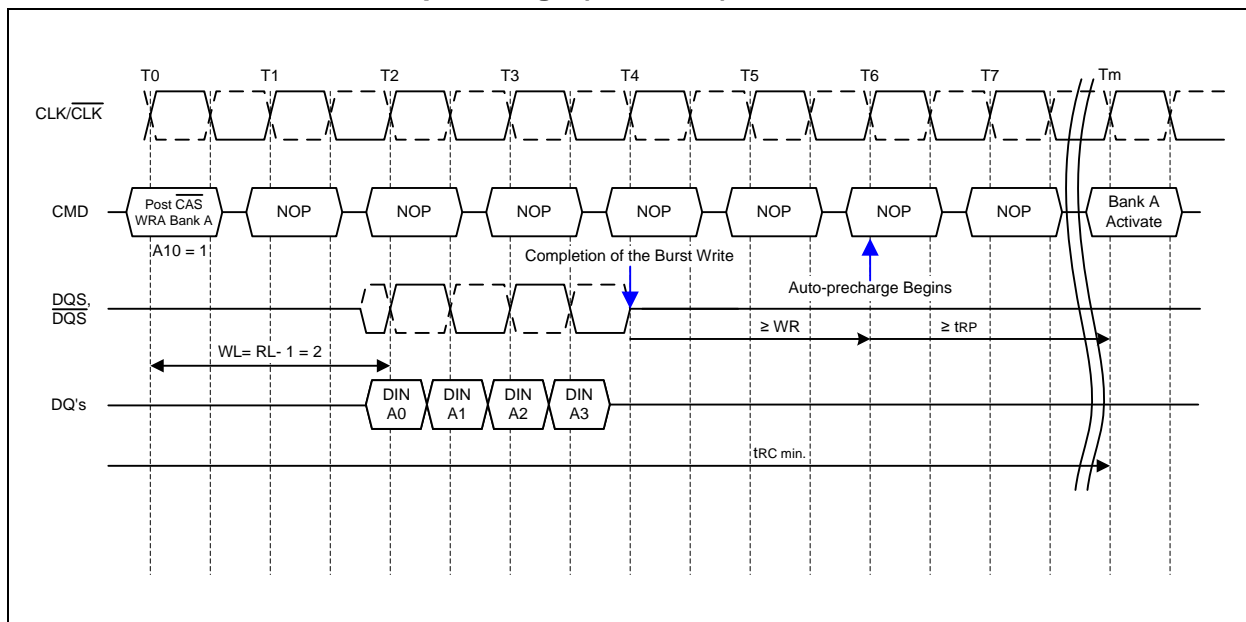 T0 T1 T2 T3 T4 T5 T6 T7 Tm
CLK/CLK
CMD
Post CAS
WRA Bank A
NOP NOP NOP NOP NOP NOP NOP
Bank A
Activate
A10 = 1
Completion of the Burst Write
Auto-precharge Begins
DQS,
DQS
≥ WR
≥ tRP
WL= RL- 1 = 2
DQ's
DIN
A0
DIN
A1
DIN
A2
DIN
A3
tRC min.